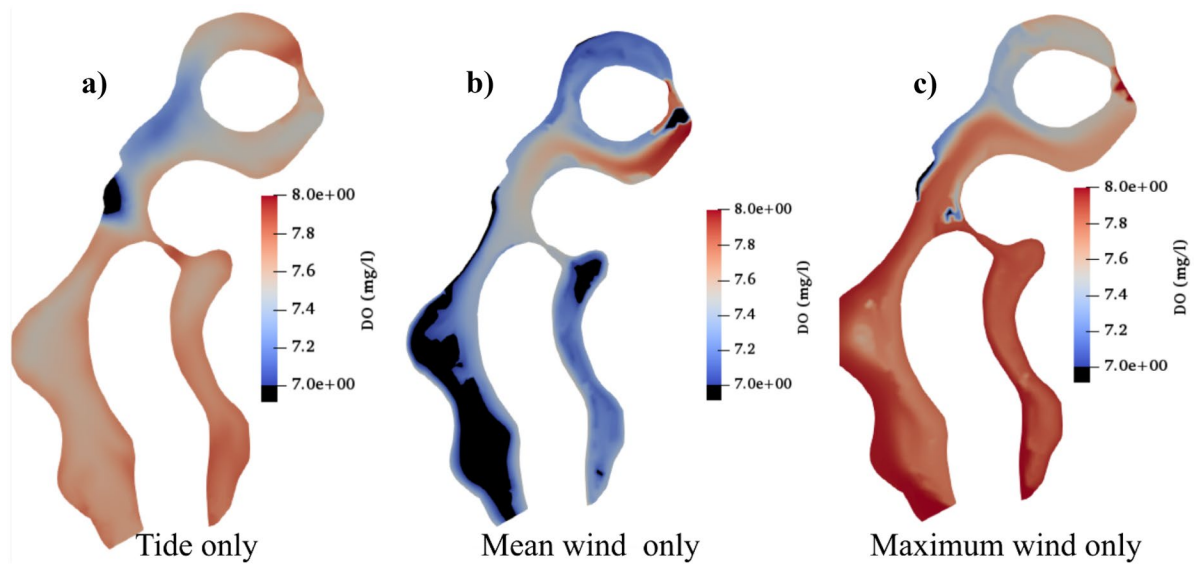 a)
8.0e+00
7.8
7.6
7.4
7.2
7.0e+00
DO (mg/l)
Tide only
b)
8.0e+00
7.8
7.6
7.4
7.2
7.0e+00
DO (mg/l)
Mean wind only
c)
8.0e+00
7.8
7.6
7.4
7.2
7.0e+00
DO (mg/l)
Maximum wind only